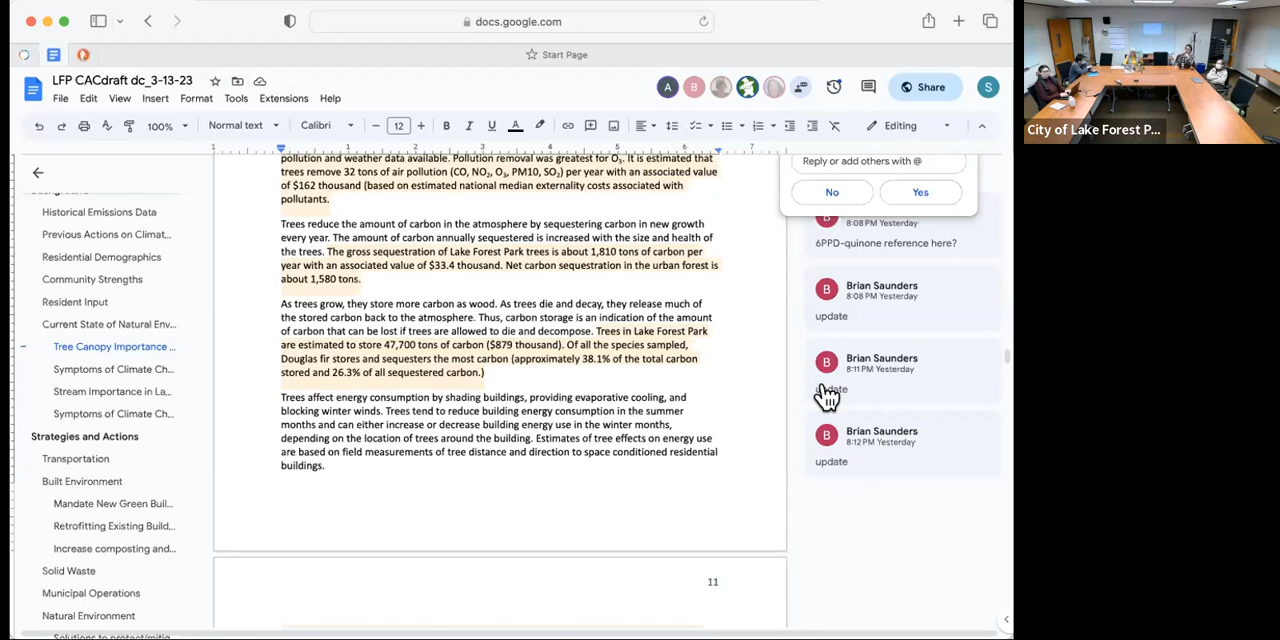 docs.google.com
Start Page
LFP CACdraft dc_3-13-23
File Edit View Insert Format Tools Extensions Help
A B Share S
100% Normal text Calibri 12 B I U A Editing
1 1 2 3 4 5 6 7
Historical Emissions Data
Previous Actions on Climat...
Residential Demographics
Community Strengths
Resident Input
Current State of Natural Env...
Tree Canopy Importance ...
Symptoms of Climate Ch...
Stream Importance in La...
Symptoms of Climate Ch...
Strategies and Actions
Transportation
Built Environment
Mandate New Green Buil...
Retrofitting Existing Build...
Increase composting and...
Solid Waste
Municipal Operations
Natural Environment
Solutions to protect/mitig...
pollution and weather data available. Pollution removal was greatest for O3. It is estimated that
trees remove 32 tons of air pollution (CO, NO2, O3, PM10, SO2) per year with an associated value
of $162 thousand (based on estimated national median externality costs associated with
pollutants.
Trees reduce the amount of carbon in the atmosphere by sequestering carbon in new growth
every year. The amount of carbon annually sequestered is increased with the size and health of
the trees. The gross sequestration of Lake Forest Park trees is about 1,810 tons of carbon per
year with an associated value of $33.4 thousand. Net carbon sequestration in the urban forest is
about 1,580 tons.
As trees grow, they store more carbon as wood. As trees die and decay, they release much of
the stored carbon back to the atmosphere. Thus, carbon storage is an indication of the amount
of carbon that can be lost if trees are allowed to die and decompose. Trees in Lake Forest Park
are estimated to store 47,700 tons of carbon ($879 thousand). Of all the species sampled,
Douglas fir stores and sequesters the most carbon (approximately 38.1% of the total carbon
stored and 26.3% of all sequestered carbon.)
Trees affect energy consumption by shading buildings, providing evaporative cooling, and
blocking winter winds. Trees tend to reduce building energy consumption in the summer
months and can either increase or decrease building energy use in the winter months,
depending on the location of trees around the building. Estimates of tree effects on energy use
are based on field measurements of tree distance and direction to space conditioned residential
buildings.
11
Reply or add others with @
No Yes
B
8:08 PM Yesterday
6PPD-quinone reference here?
B Brian Saunders
8:08 PM Yesterday
update
B Brian Saunders
8:11 PM Yesterday
update
B Brian Saunders
8:12 PM Yesterday
update
City of Lake Forest P...